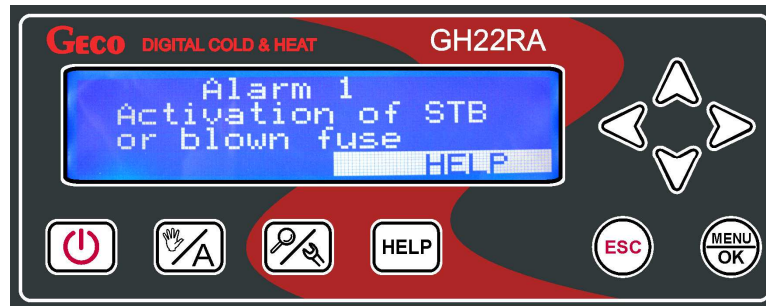 GECO DIGITAL COLD & HEAT GH22RA
Alarm 1
Activation of STB
or blown fuse
HELP
A
HELP
ESC
MENU
OK